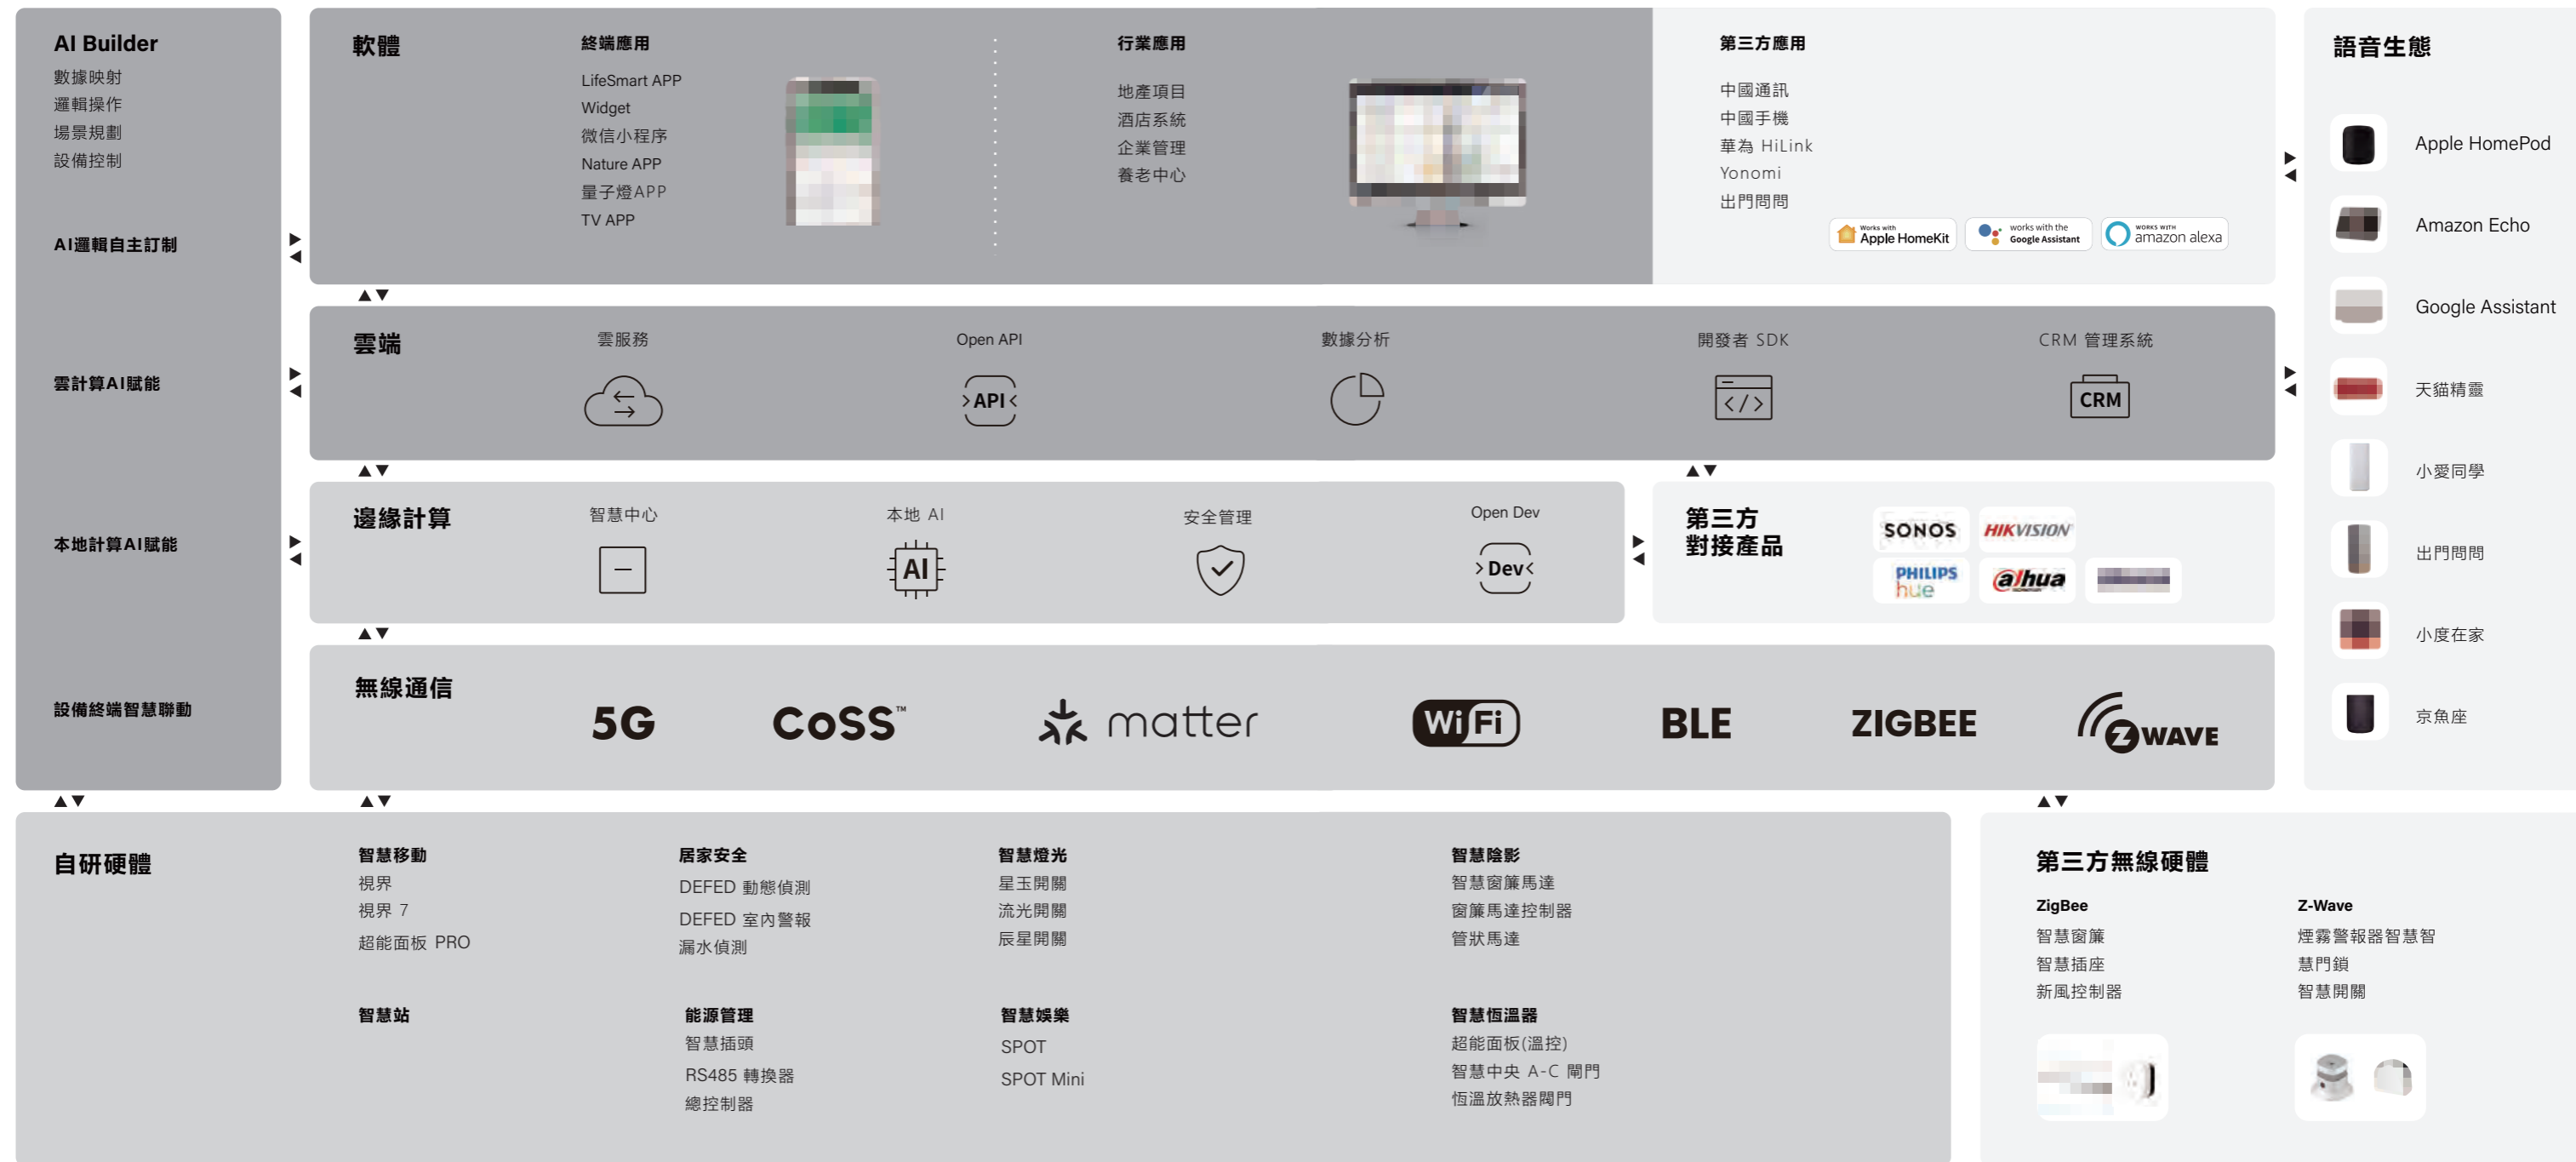 AI Builder
數據映射
邏輯操作
場景規劃
設備控制
AI邏輯自主訂制
雲計算AI賦能
本地計算AI賦能
設備終端智慧聯動
軟體
終端應用
LifeSmart APP
Widget
微信小程序
Nature APP
量子燈APP
TV APP
行業應用
地產項目
酒店系統
企業管理
養老中心
第三方應用
中國通訊
中國手機
華為 HiLink
Yonomi
出門問問
Works with
Apple HomeKit
works with the
Google Assistant
WORKS WITH
amazon alexa
雲端
雲服務
Open API
API
數據分析
開發者 SDK
</>
CRM 管理系統
CRM
邊緣計算
智慧中心
本地 AI
AI
安全管理
Open Dev
Dev
第三方
對接產品
SONOS
HIKVISION
PHILIPS
hue
alhua
無線通信
5G
CoSS™
matter
WiFi
BLE
ZIGBEE
Z WAVE
語音生態
Apple HomePod
Amazon Echo
Google Assistant
天貓精靈
小愛同學
出門問問
小度在家
京魚座
自研硬體
智慧移動
視界
視界 7
超能面板 PRO
居家安全
DEFED 動態偵測
DEFED 室內警報
漏水偵測
智慧燈光
星玉開關
流光開關
辰星開關
智慧陰影
智慧窗簾馬達
窗簾馬達控制器
管狀馬達
智慧站
能源管理
智慧插頭
RS485 轉換器
總控制器
智慧娛樂
SPOT
SPOT Mini
智慧恆溫器
超能面板(溫控)
智慧中央 A-C 閘門
恆溫放熱器閥門
第三方無線硬體
ZigBee
智慧窗簾
智慧插座
新風控制器
Z-Wave
煙霧警報器智慧智
慧門鎖
智慧開關